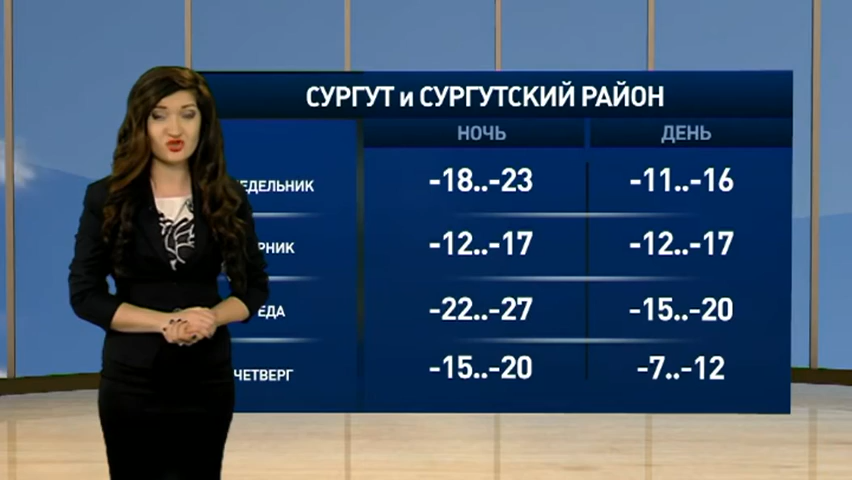 СУРГУТ и СУРГУТСКИЙ РАЙОН
НОЧЬ ДЕНЬ
ЕДЕЛЬНИК -18..-23 -11..-16
РНИК -12..-17 -12..-17
ЕДА -22..-27 -15..-20
ЧЕТВЕРГ -15..-20 -7..-12